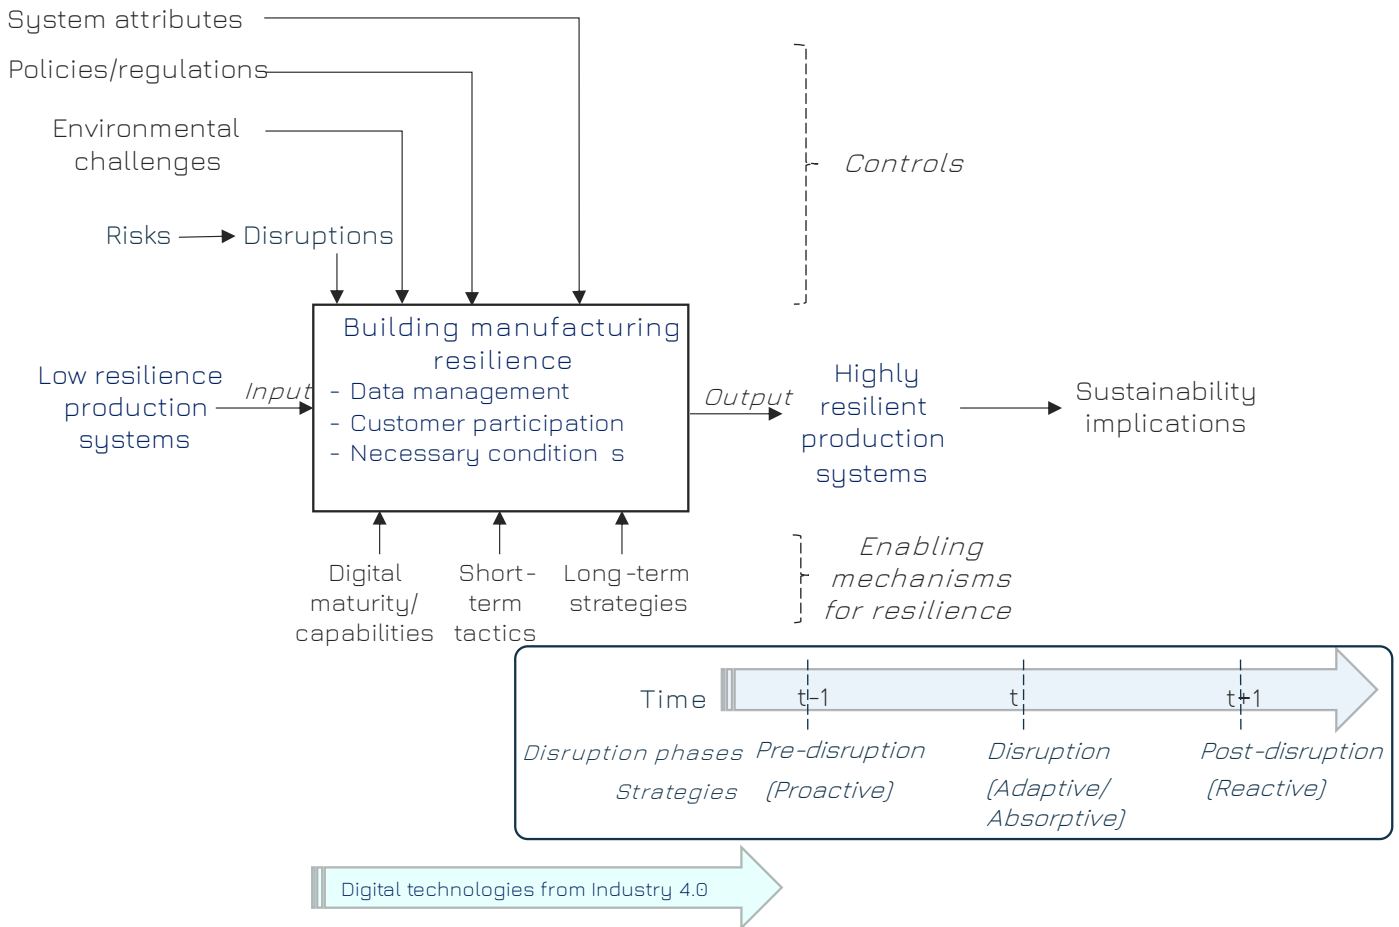 System attributes
Policies/regulations
Environmental
challenges
Controls
Risks
Disruptions
Building manufacturing
resilience
- Data management
- Customer participation
- Necessary condition s
Low resilience
production
systems
Input
Output
Highly
resilient
production
systems
Sustainability
implications
Digital
maturity/
capabilities
Short-
term
tactics
Long-term
strategies
Enabling
mechanisms
for resilience
Time
t-1
t
t+1
Disruption phases
Pre-disruption
Disruption
Post-disruption
Strategies
(Proactive)
(Adaptive/
Absorptive)
(Reactive)
Digital technologies from Industry 4.0